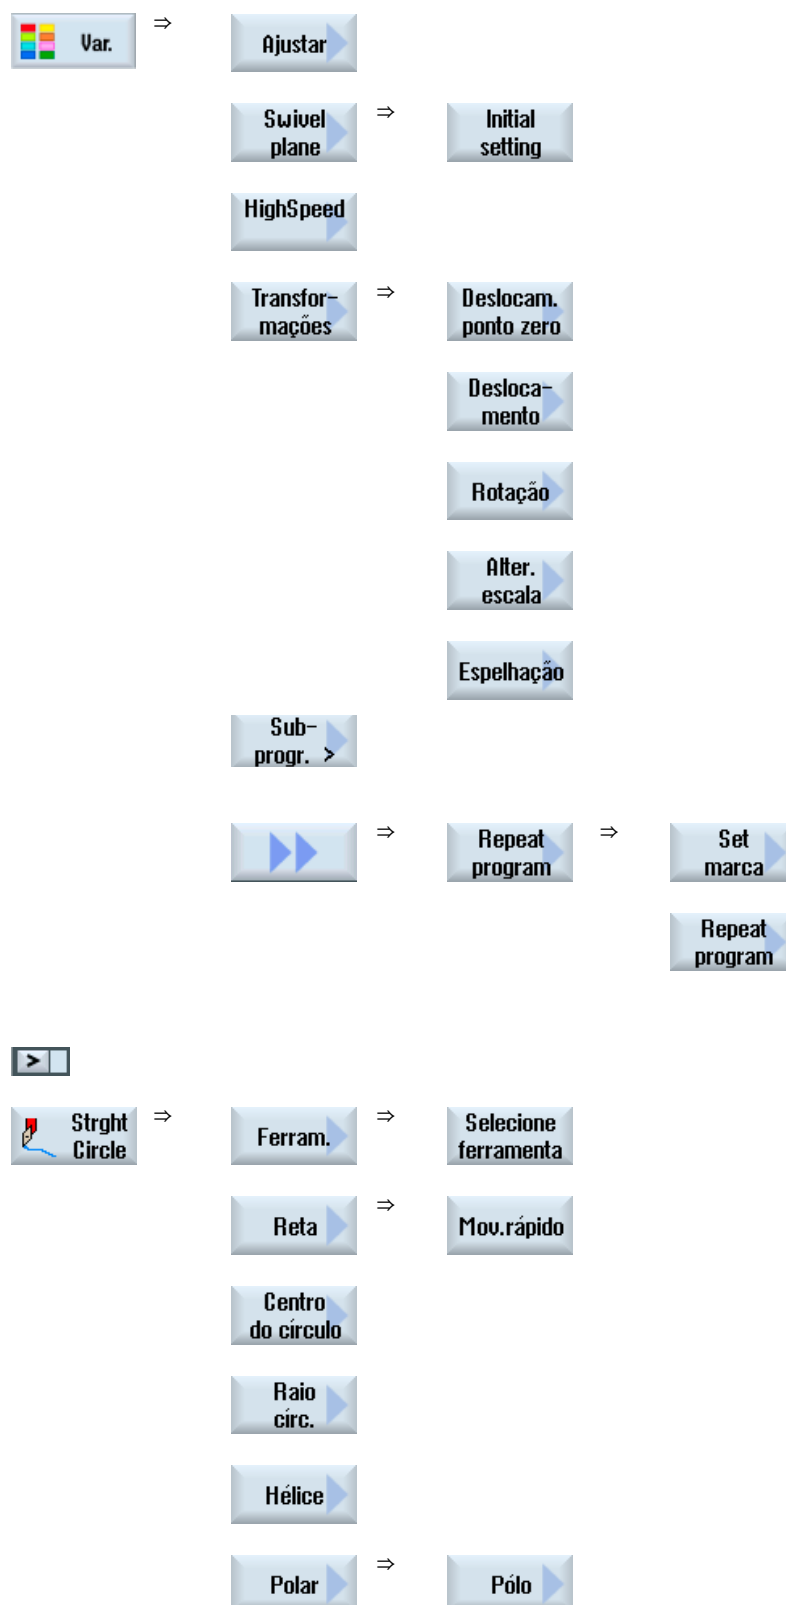 Var.
⇒
Ajustar
Swivel
plane
⇒
Initial
setting
HighSpeed
Transfor-
mações
⇒
Deslocam.
ponto zero
Desloca-
mento
Rotação
Alter.
escala
Espelhação
Sub-
progr. >
⇒
Repeat
program
⇒
Set
marca
Repeat
program
>
Strght
Circle
⇒
Ferram.
⇒
Selecione
ferramenta
Reta
⇒
Mov.rápido
Centro
do círculo
Raio
círc.
Hélice
Polar
⇒
Pólo